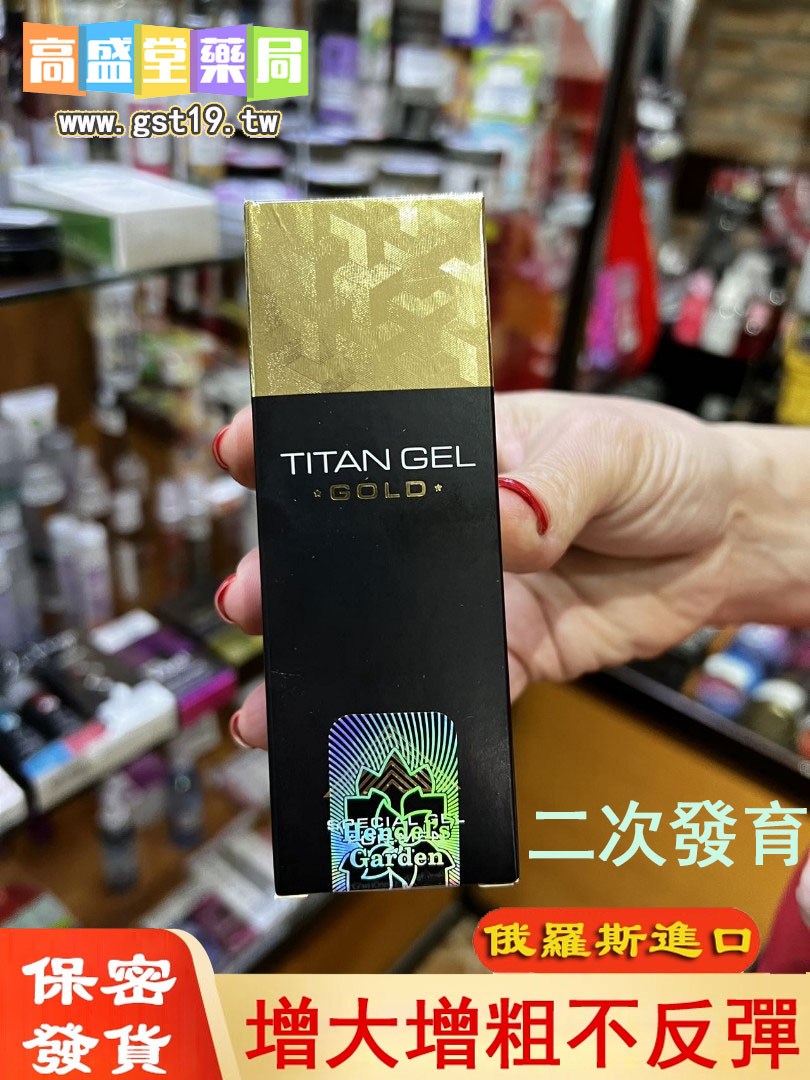 高盛堂藥局
www.gst19.tw
TITAN GEL
GOLD
SPECIAL GEL
Hendel's
Garden
二次發育
俄羅斯進口
保密
發貨
增大增粗不反彈